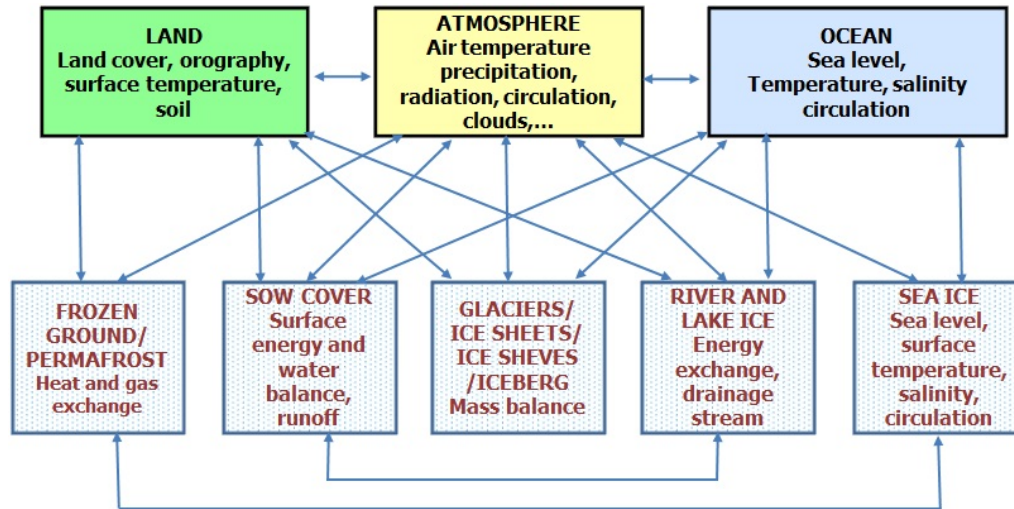 LAND
Land cover, orography,
surface temperature,
soil
ATMOSPHERE
Air temperature
precipitation,
radiation, circulation,
clouds,...
OCEAN
Sea level,
Temperature, salinity
circulation
FROZEN
GROUND/
PERMAFROST
Heat and gas
exchange
SOW COVER
Surface
energy and
water
balance,
runoff
GLACIERS/
ICE SHEETS/
ICE SHEVES
/ICEBERG
Mass balance
RIVER AND
LAKE ICE
Energy
exchange,
drainage
stream
SEA ICE
Sea level,
surface
temperature,
salinity,
circulation